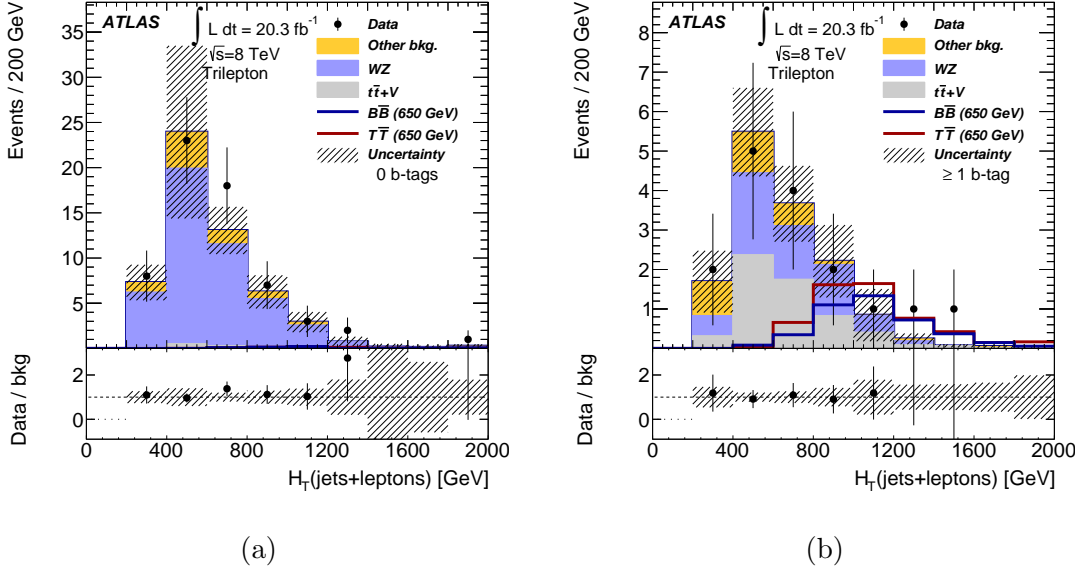 ATLAS
∫ L dt = 20.3 fb⁻¹
√s=8 TeV
Trilepton
Data
Other bkg.
WZ
tt̄+V
BB̄ (650 GeV)
TT̄ (650 GeV)
Uncertainty
0 b-tags
Events / 200 GeV
35
30
25
20
15
10
5
Data / bkg
2
0
0 400 800 1200 1600 2000
H_T(jets+leptons) [GeV]
(a)
ATLAS
∫ L dt = 20.3 fb⁻¹
√s=8 TeV
Trilepton
Data
Other bkg.
WZ
tt̄+V
BB̄ (650 GeV)
TT̄ (650 GeV)
Uncertainty
≥ 1 b-tag
Events / 200 GeV
8
7
6
5
4
3
2
1
Data / bkg
2
0
0 400 800 1200 1600 2000
H_T(jets+leptons) [GeV]
(b)